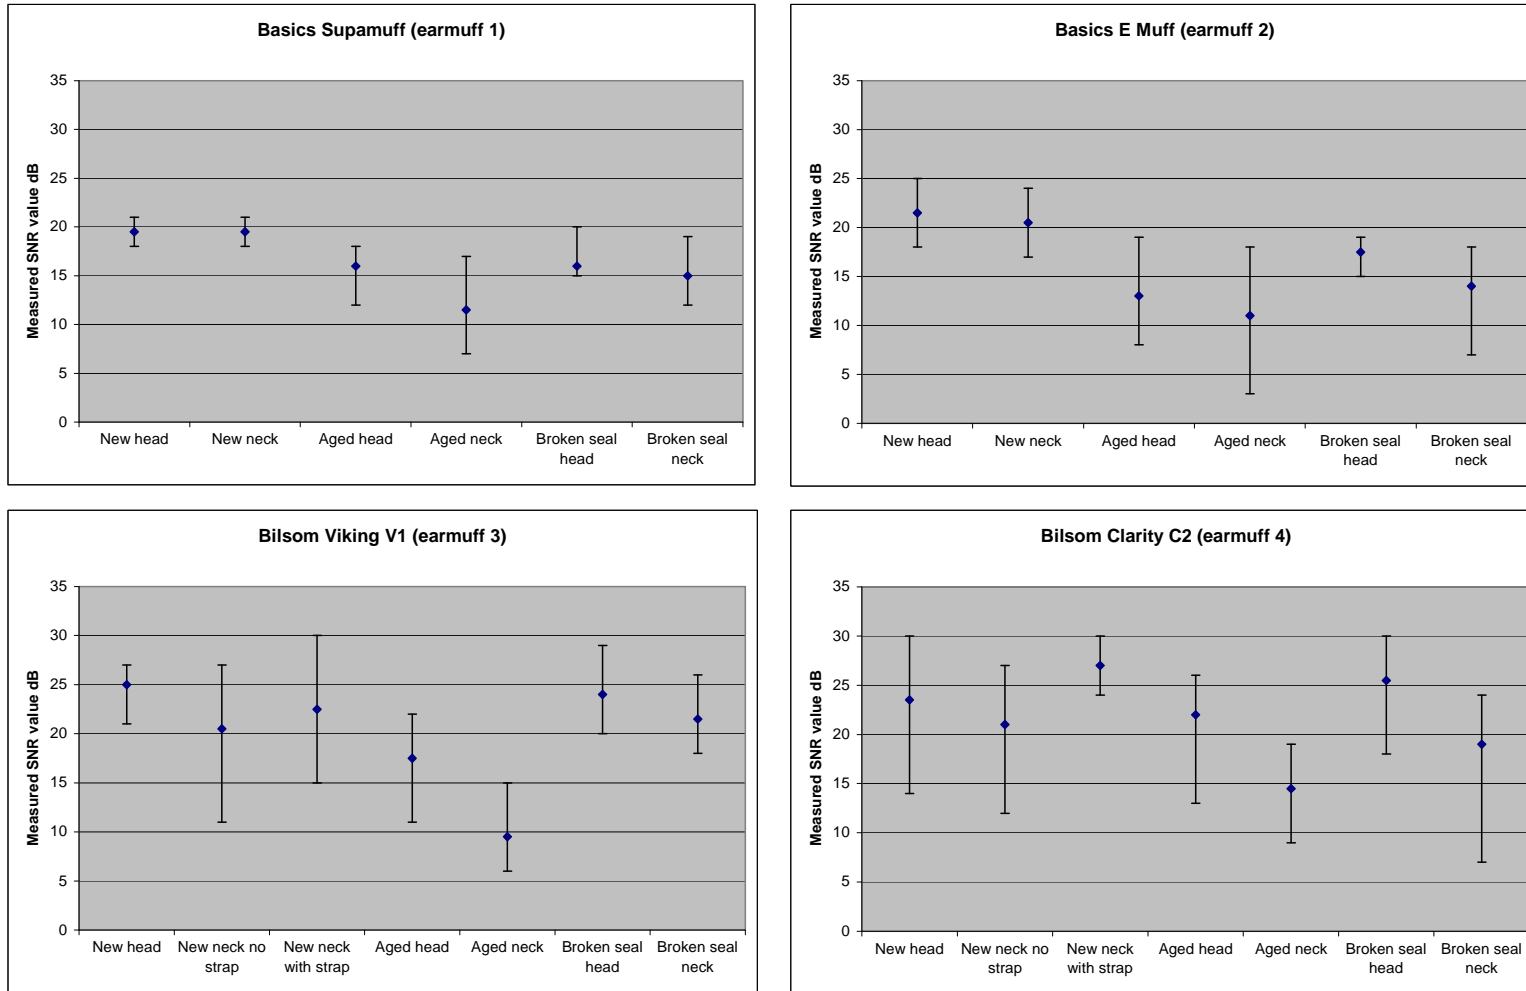 Basics Supamuff (earmuff 1)
Measured SNR value dB
35
30
25
20
15
10
5
0
New head
New neck
Aged head
Aged neck
Broken seal
head
Broken seal
neck
Basics E Muff (earmuff 2)
Measured SNR value dB
35
30
25
20
15
10
5
0
New head
New neck
Aged head
Aged neck
Broken seal
head
Broken seal
neck
Bilsom Viking V1 (earmuff 3)
Measured SNR value dB
35
30
25
20
15
10
5
0
New head
New neck no
strap
New neck
with strap
Aged head
Aged neck
Broken seal
head
Broken seal
neck
Bilsom Clarity C2 (earmuff 4)
Measured SNR value dB
35
30
25
20
15
10
5
0
New head
New neck no
strap
New neck
with strap
Aged head
Aged neck
Broken seal
head
Broken seal
neck